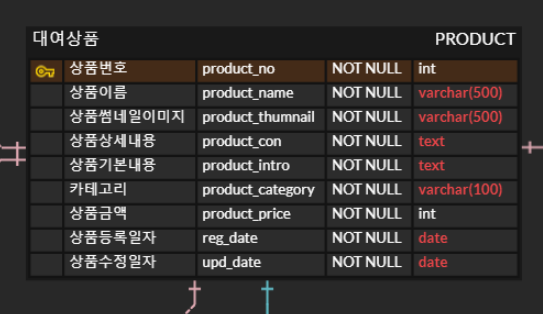 대여상품 PRODUCT
상품번호 product_no NOT NULL int
상품이름 product_name NOT NULL varchar(500)
상품썸네일이미지 product_thumnail NOT NULL varchar(500)
상품상세내용 product_con NOT NULL text
상품기본내용 product_intro NOT NULL text
카테고리 product_category NOT NULL varchar(100)
상품금액 product_price NOT NULL int
상품등록일자 reg_date NOT NULL date
상품수정일자 upd_date NOT NULL date